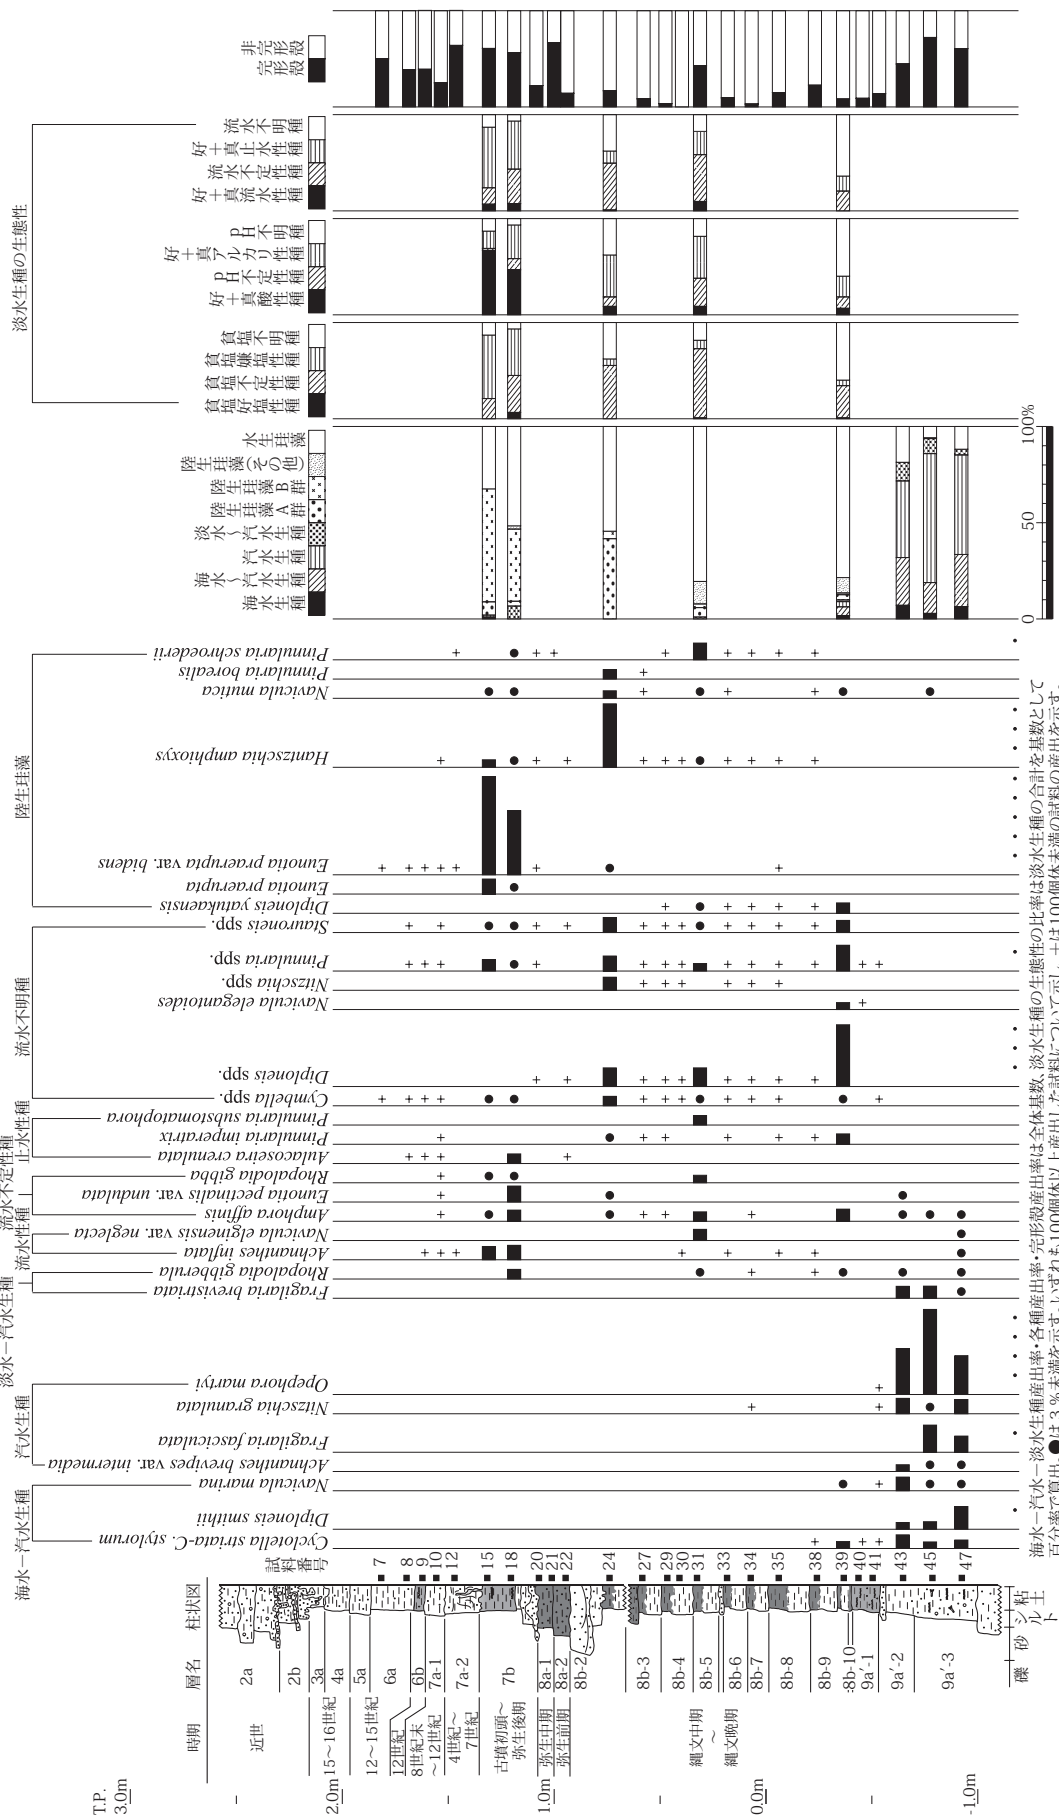 淡水生種の生態性
非完形殻
完形殻
流水不明種
好+真止水性種
流水不定性種
好+真流水性種
pH不明種
好+真アルカリ性種
pH不定性種
好+真酸性種
貧塩不明種
貧塩嫌塩性種
貧塩不定性種
貧塩好塩性種
水生珪藻
陸生珪藻(その他)
陸生珪藻B群
陸生珪藻A群
淡水〜汽水生種
汽水生種
海水〜汽水生種
海水生種
0 50 100%
陸生珪藻
Pinnularia schroederii
Pinnularia borealis
Navicula mutica
Hantzschia amphioxys
Eunotia praerupta var. bidens
Eunotia praerupta
Diploneis yatukaensis
流水不明種
Stauroneis spp.
Pinnularia spp.
Nitzschia spp.
Navicula elegantoides
Diploneis spp.
Cymbella spp.
止水性種
Pinnularia substomatophora
Pinnularia imperatrix
Aulacoseira crenulata
流水不定性種
Rhopalodia gibba
Eunotia pectinalis var. undulata
Amphora affinis
流水性種
Navicula elginensis var. neglecta
Achnanthes inflata
淡水−汽水生種
Rhopalodia gibberula
Fragilaria brevistriata
汽水生種
Opephora martyi
Nitzschia granulata
Fragilaria fasciculata
Achnanthes brevipes var. intermedia
海水−汽水生種
Navicula marina
Diploneis smithii
Cyclotella striata-C. stylorum
試料番号
7
8
9
10
12
15
18
20
21
22
24
27
29
30
31
33
34
35
38
39
40
41
43
45
47
柱状図
礫 砂 シルト 粘土
層名
2a
2b
3a
4a
5a
6a
6b
7a-1
7a-2
7b
8a-1
8a-2
8b-2
8b-3
8b-4
8b-5
8b-6
8b-7
8b-8
8b-9
8b-10
9a'-1
9a'-2
9a'-3
時期
近世
15〜16世紀
12〜15世紀
12世紀
8世紀末
〜12世紀
4世紀〜
7世紀
古墳初頭〜
弥生後期
弥生中期
弥生前期
縄文中期
〜
縄文晩期
T.P.
3.0m
2.0m
1.0m
0.0m
-1.0m
海水−汽水−淡水生種産出率・各種産出率・完形殻産出率は全体基数、淡水生種の生態性の比率は淡水生種の合計を基数として
百分率で算出。●は3%未満を示す。いずれも100個体以上産出した試料について示し、+は100個体未満の試料の産出を示す。